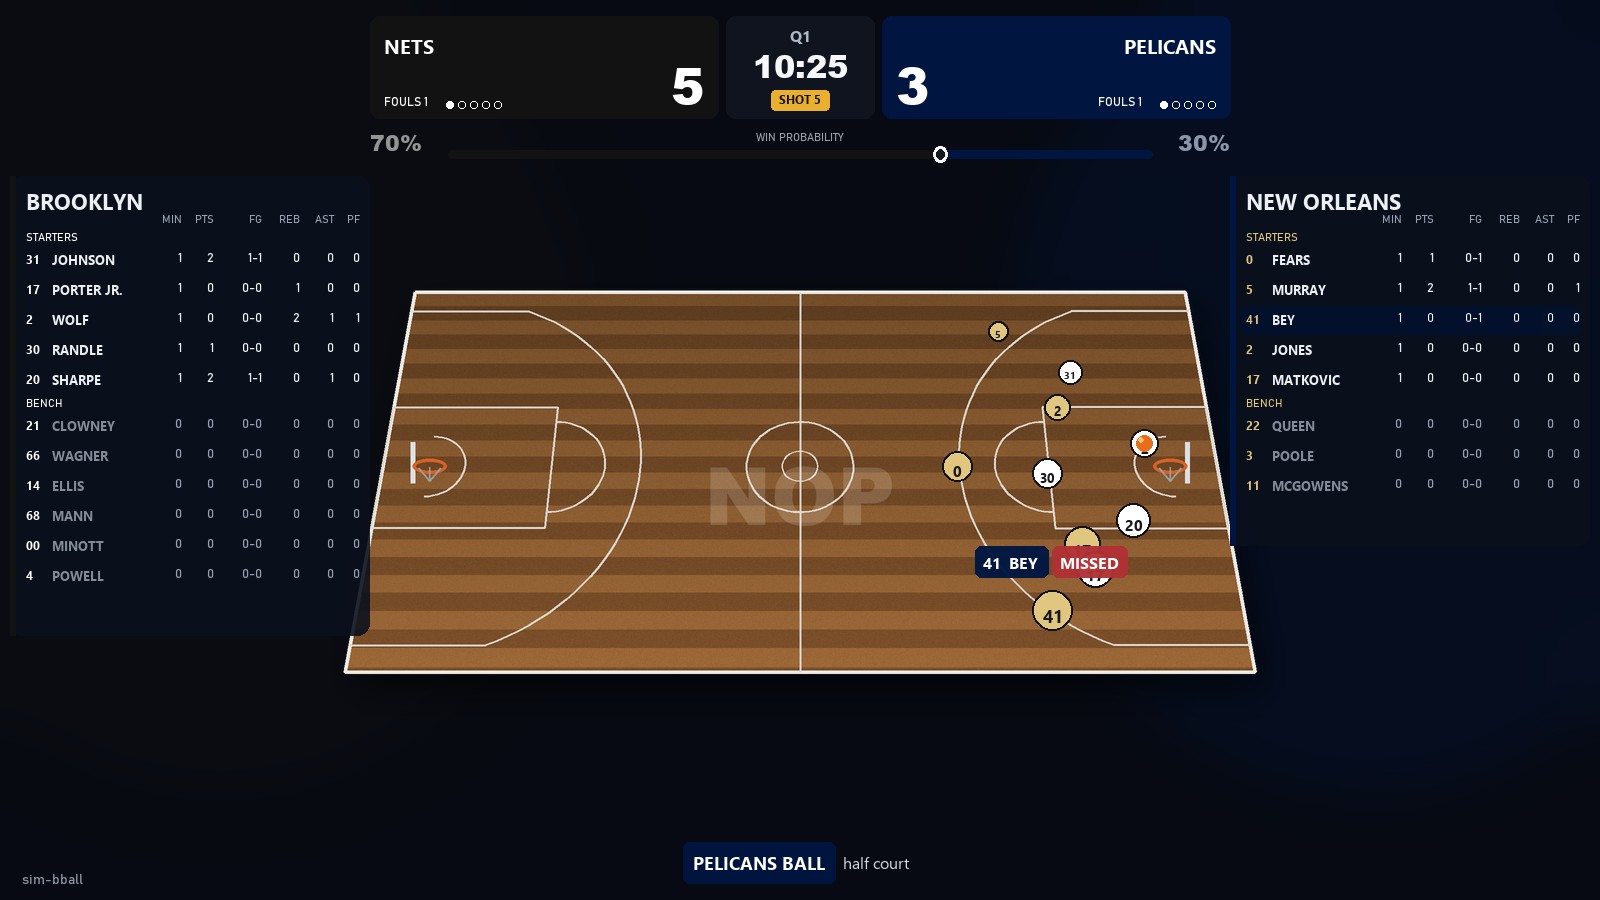 NETS
5
FOULS 1
Q1
10:25
SHOT 5
PELICANS
3
FOULS 1
70%
WIN PROBABILITY
30%
BROOKLYN
MIN PTS FG REB AST PF
STARTERS
31 JOHNSON 1 2 1-1 0 0 0
17 PORTER JR. 1 0 0-0 1 0 0
2 WOLF 1 0 0-0 2 1 1
30 RANDLE 1 1 0-0 0 0 0
20 SHARPE 1 2 1-1 0 1 0
BENCH
21 CLOWNEY 0 0 0-0 0 0 0
66 WAGNER 0 0 0-0 0 0 0
14 ELLIS 0 0 0-0 0 0 0
68 MANN 0 0 0-0 0 0 0
00 MINOTT 0 0 0-0 0 0 0
4 POWELL 0 0 0-0 0 0 0
NEW ORLEANS
MIN PTS FG REB AST PF
STARTERS
0 FEARS 1 1 0-1 0 0 0
5 MURRAY 1 2 1-1 0 0 1
41 BEY 1 0 0-1 0 0 0
2 JONES 1 0 0-0 0 0 0
17 MATKOVIC 1 0 0-0 0 0 0
BENCH
22 QUEEN 0 0 0-0 0 0 0
3 POOLE 0 0 0-0 0 0 0
11 MCGOWENS 0 0 0-0 0 0 0
5
31
2
0
30
NOP
20
41 BEY MISSED
41
PELICANS BALL half court
sim-bball